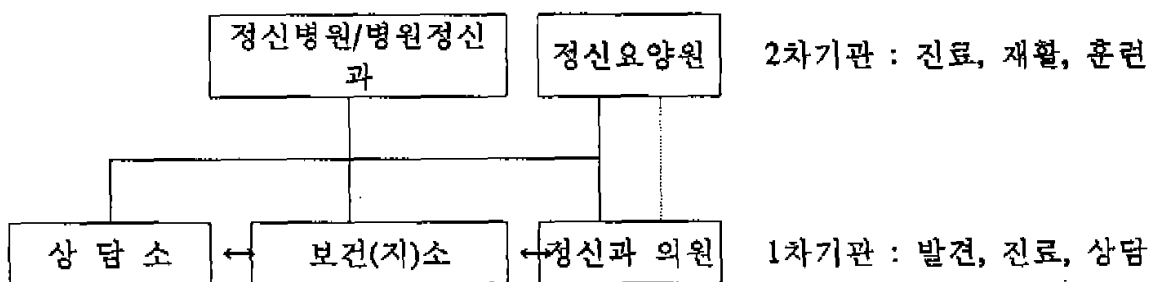 정신병원/병원정신
과
정신요양원
2차기관 : 진료, 재활, 훈련
상 담 소
보건(지)소
정신과 의원
1차기관 : 발견, 진료, 상담